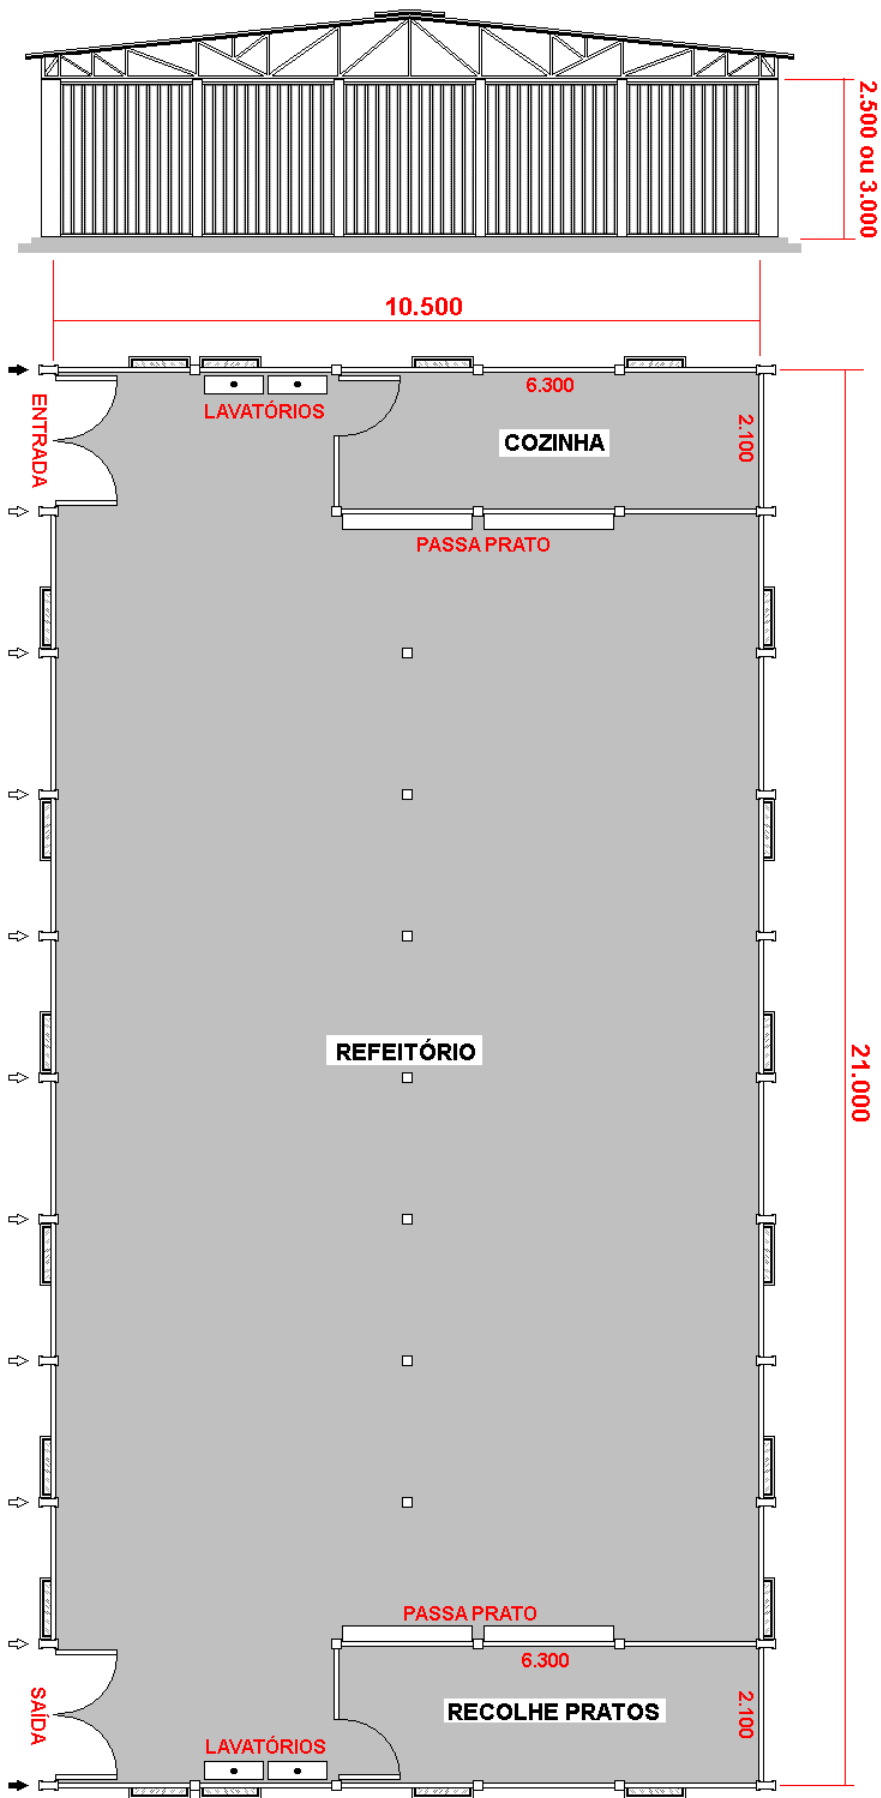 2.500 ou 3.000
10.500
ENTRADA
LAVATÓRIOS
6.300
COZINHA
2.100
PASSA PRATO
REFEITÓRIO
21.000
PASSA PRATO
6.300
SAÍDA
RECOLHE PRATOS
2.100
LAVATÓRIOS